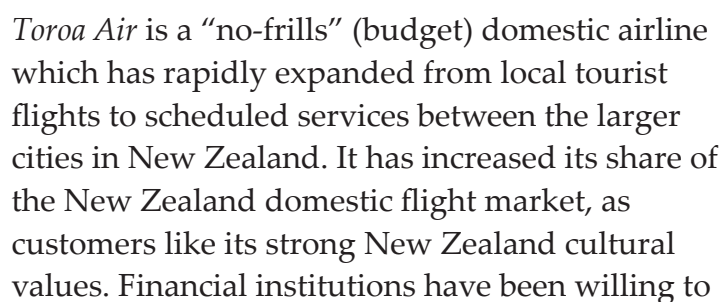 Toroa Air is a “no-frills” (budget) domestic airline
which has rapidly expanded from local tourist
flights to scheduled services between the larger
cities in New Zealand. It has increased its share of
the New Zealand domestic flight market, as
customers like its strong New Zealand cultural
values. Financial institutions have been willing to